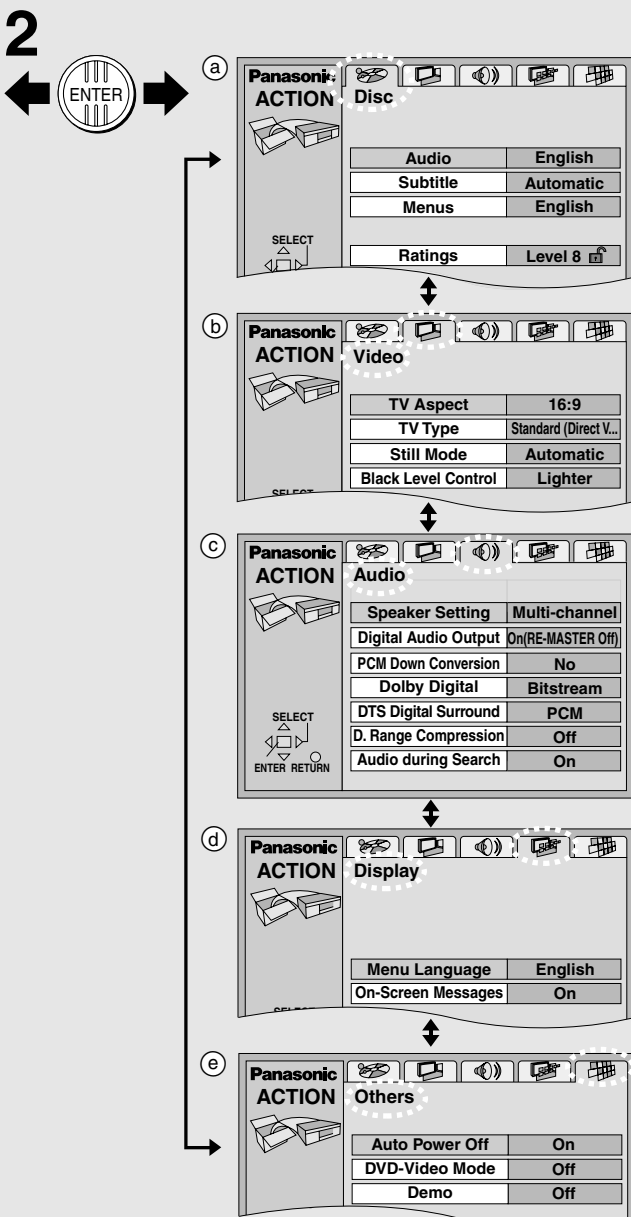 2
ENTER
a
Panasonic
ACTION
Disc
Audio English
Subtitle Automatic
Menus English
SELECT
Ratings Level 8
b
Panasonic
ACTION
Video
TV Aspect 16:9
TV Type Standard (Direct V...
Still Mode Automatic
Black Level Control Lighter
SELECT
c
Panasonic
ACTION
Audio
Speaker Setting Multi-channel
Digital Audio Output On(RE-MASTER Off)
PCM Down Conversion No
Dolby Digital Bitstream
DTS Digital Surround PCM
D. Range Compression Off
Audio during Search On
SELECT
ENTER RETURN
d
Panasonic
ACTION
Display
Menu Language English
On-Screen Messages On
e
Panasonic
ACTION
Others
Auto Power Off On
DVD-Video Mode Off
Demo Off